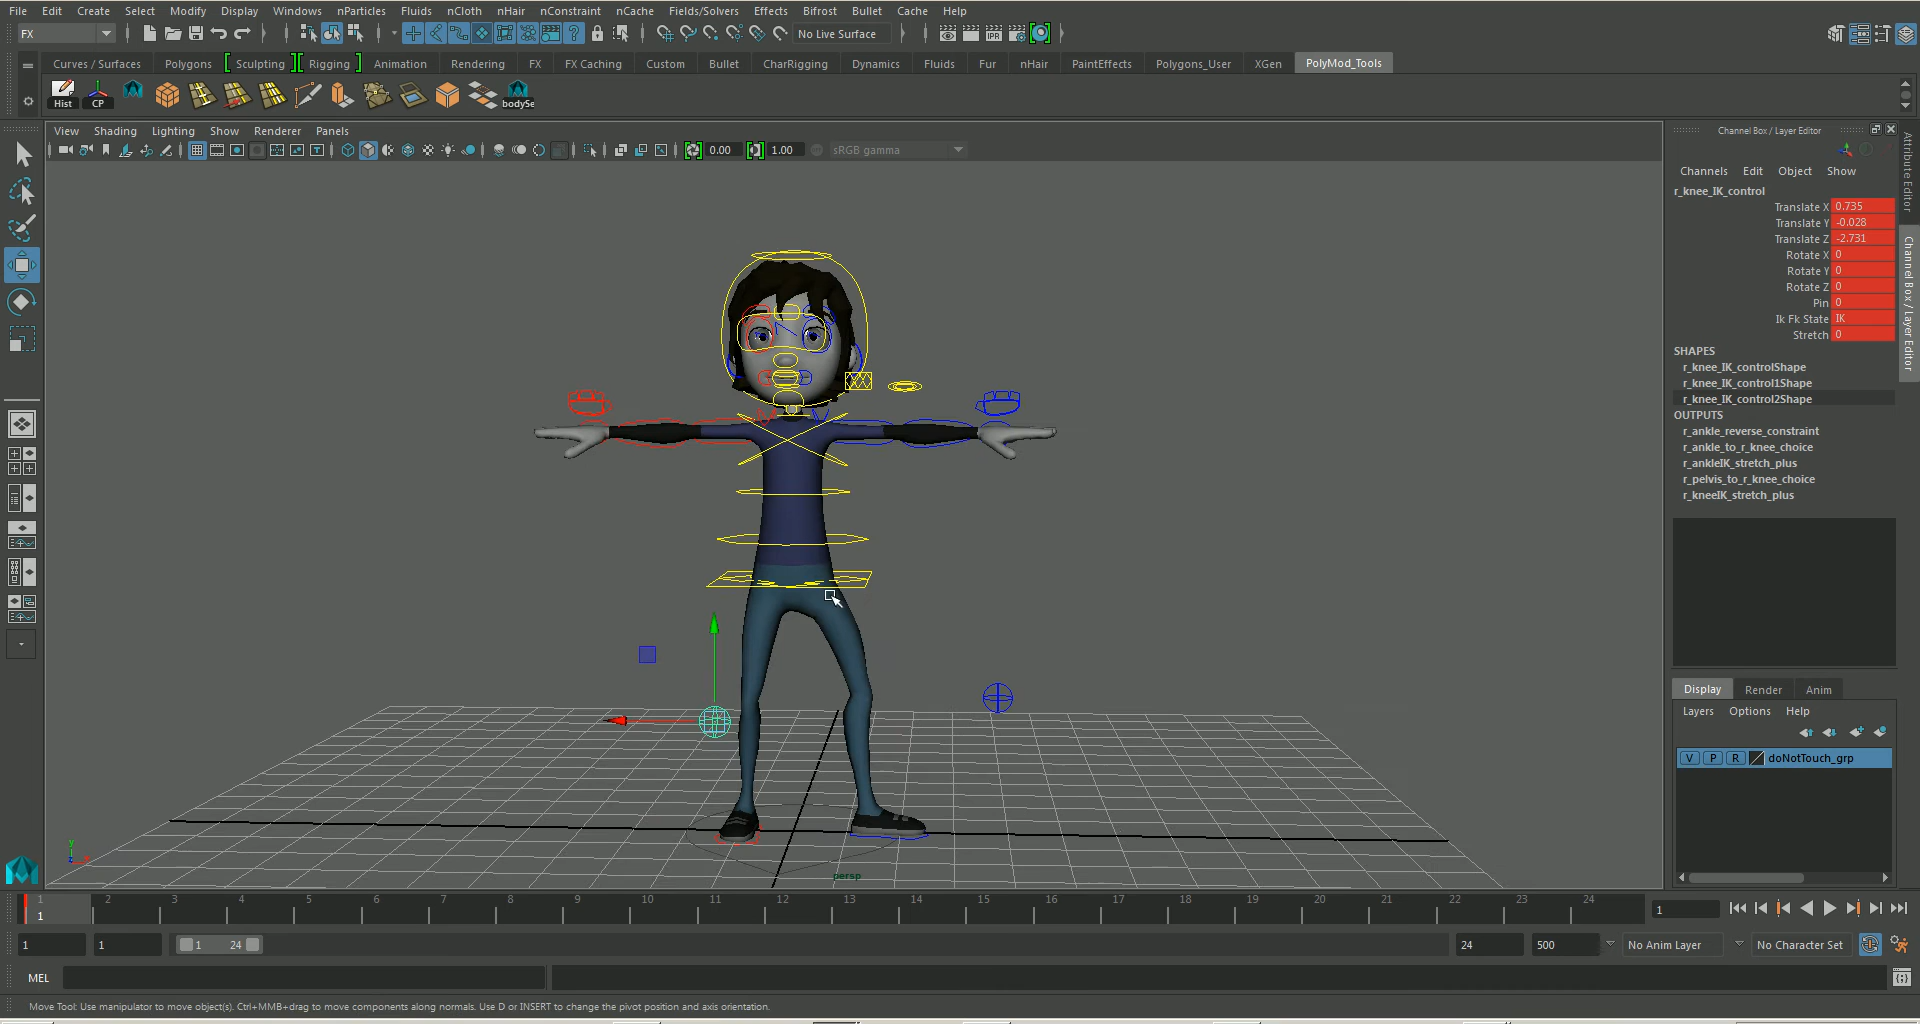 File Edit Create Select Modify Display Windows nParticles Fluids nCloth nHair nConstraint nCache Fields/Solvers Effects Bifrost Bullet Cache Help
FX No Live Surface IPR
Curves / Surfaces Polygons Sculpting Rigging Animation Rendering FX FX Caching Custom Bullet CharRigging Dynamics Fluids Fur nHair PaintEffects Polygons_User XGen PolyMod_Tools
Hist CP bodySe
View Shading Lighting Show Renderer Panels
0.00 1.00 sRGB gamma
Channel Box / Layer Editor
Channels Edit Object Show
r_knee_IK_control
Translate X 0.735
Translate Y -0.028
Translate Z -2.731
Rotate X 0
Rotate Y 0
Rotate Z 0
Pin 0
Ik Fk State IK
Stretch 0
SHAPES
r_knee_IK_controlShape
r_knee_IK_control1Shape
r_knee_IK_control2Shape
OUTPUTS
r_ankle_reverse_constraint
r_ankle_to_r_knee_choice
r_ankleIK_stretch_plus
r_pelvis_to_r_knee_choice
r_kneeIK_stretch_plus
Attribute Editor
Channel Box / Layer Editor
Display Render Anim
Layers Options Help
V P R doNotTouch_grp
y
persp
1 2 3 4 5 6 7 8 9 10 11 12 13 14 15 16 17 18 19 20 21 22 23 24
1 1
1 1 1 24 24 500 No Anim Layer No Character Set
MEL
Move Tool: Use manipulator to move object(s). Ctrl+MMB+drag to move components along normals. Use D or INSERT to change the pivot position and axis orientation.